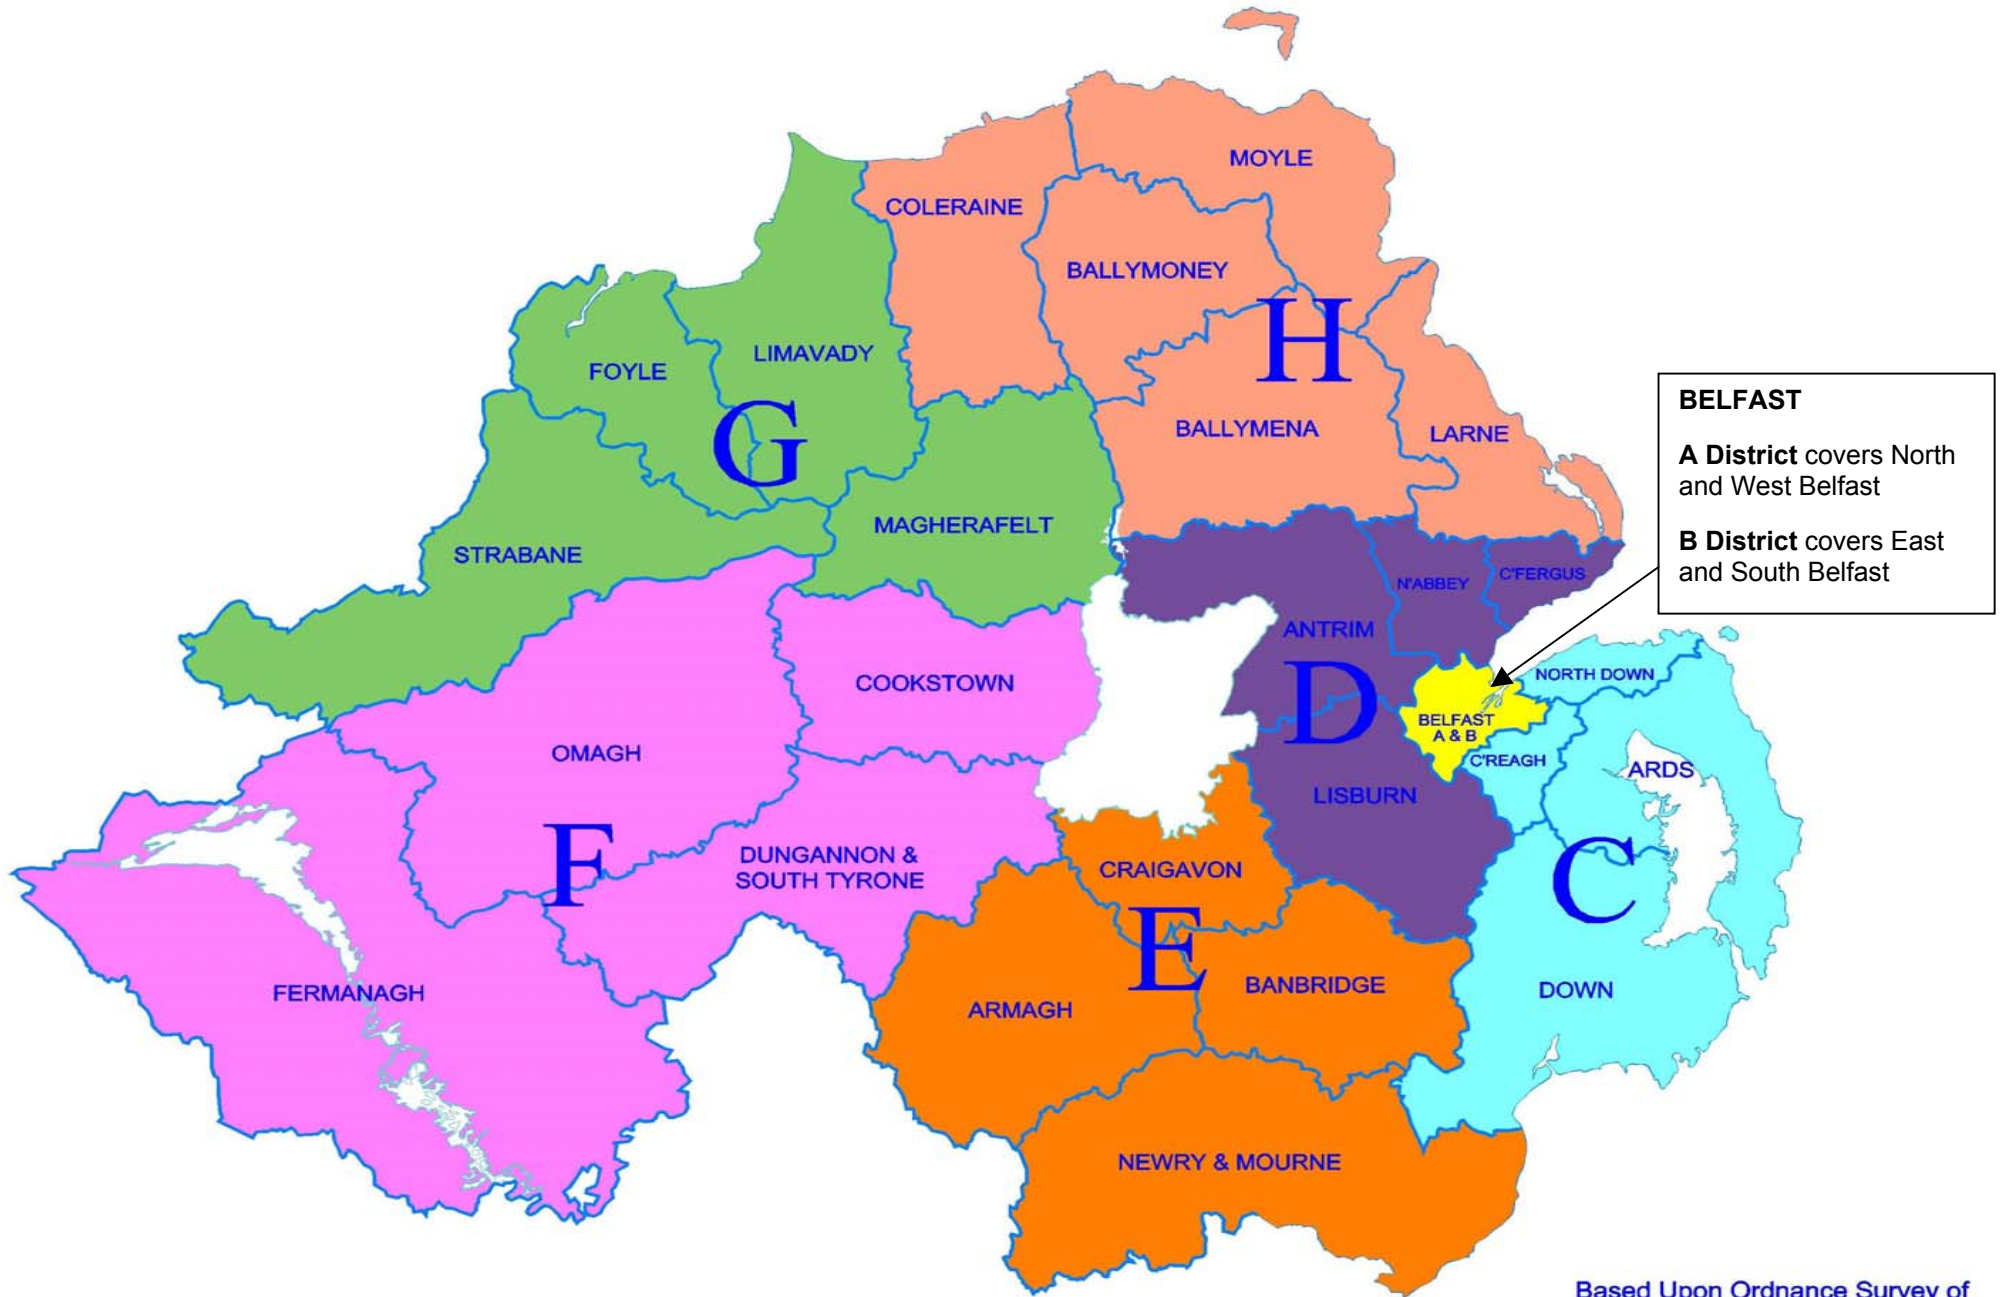 MOYLE
COLERAINE
BALLYMONEY
H
LIMAVADY
FOYLE
G
BALLYMENA
LARNE
BELFAST
A District covers North
and West Belfast
B District covers East
and South Belfast
MAGHERAFELT
STRABANE
N'ABBEY
C'FERGUS
ANTRIM
D
COOKSTOWN
NORTH DOWN
BELFAST
A & B
C'REAGH
OMAGH
ARDS
LISBURN
F
DUNGANNON &
SOUTH TYRONE
CRAIGAVON
C
E
FERMANAGH
ARMAGH
BANBRIDGE
DOWN
NEWRY & MOURNE
Based Upon Ordnance Survey of